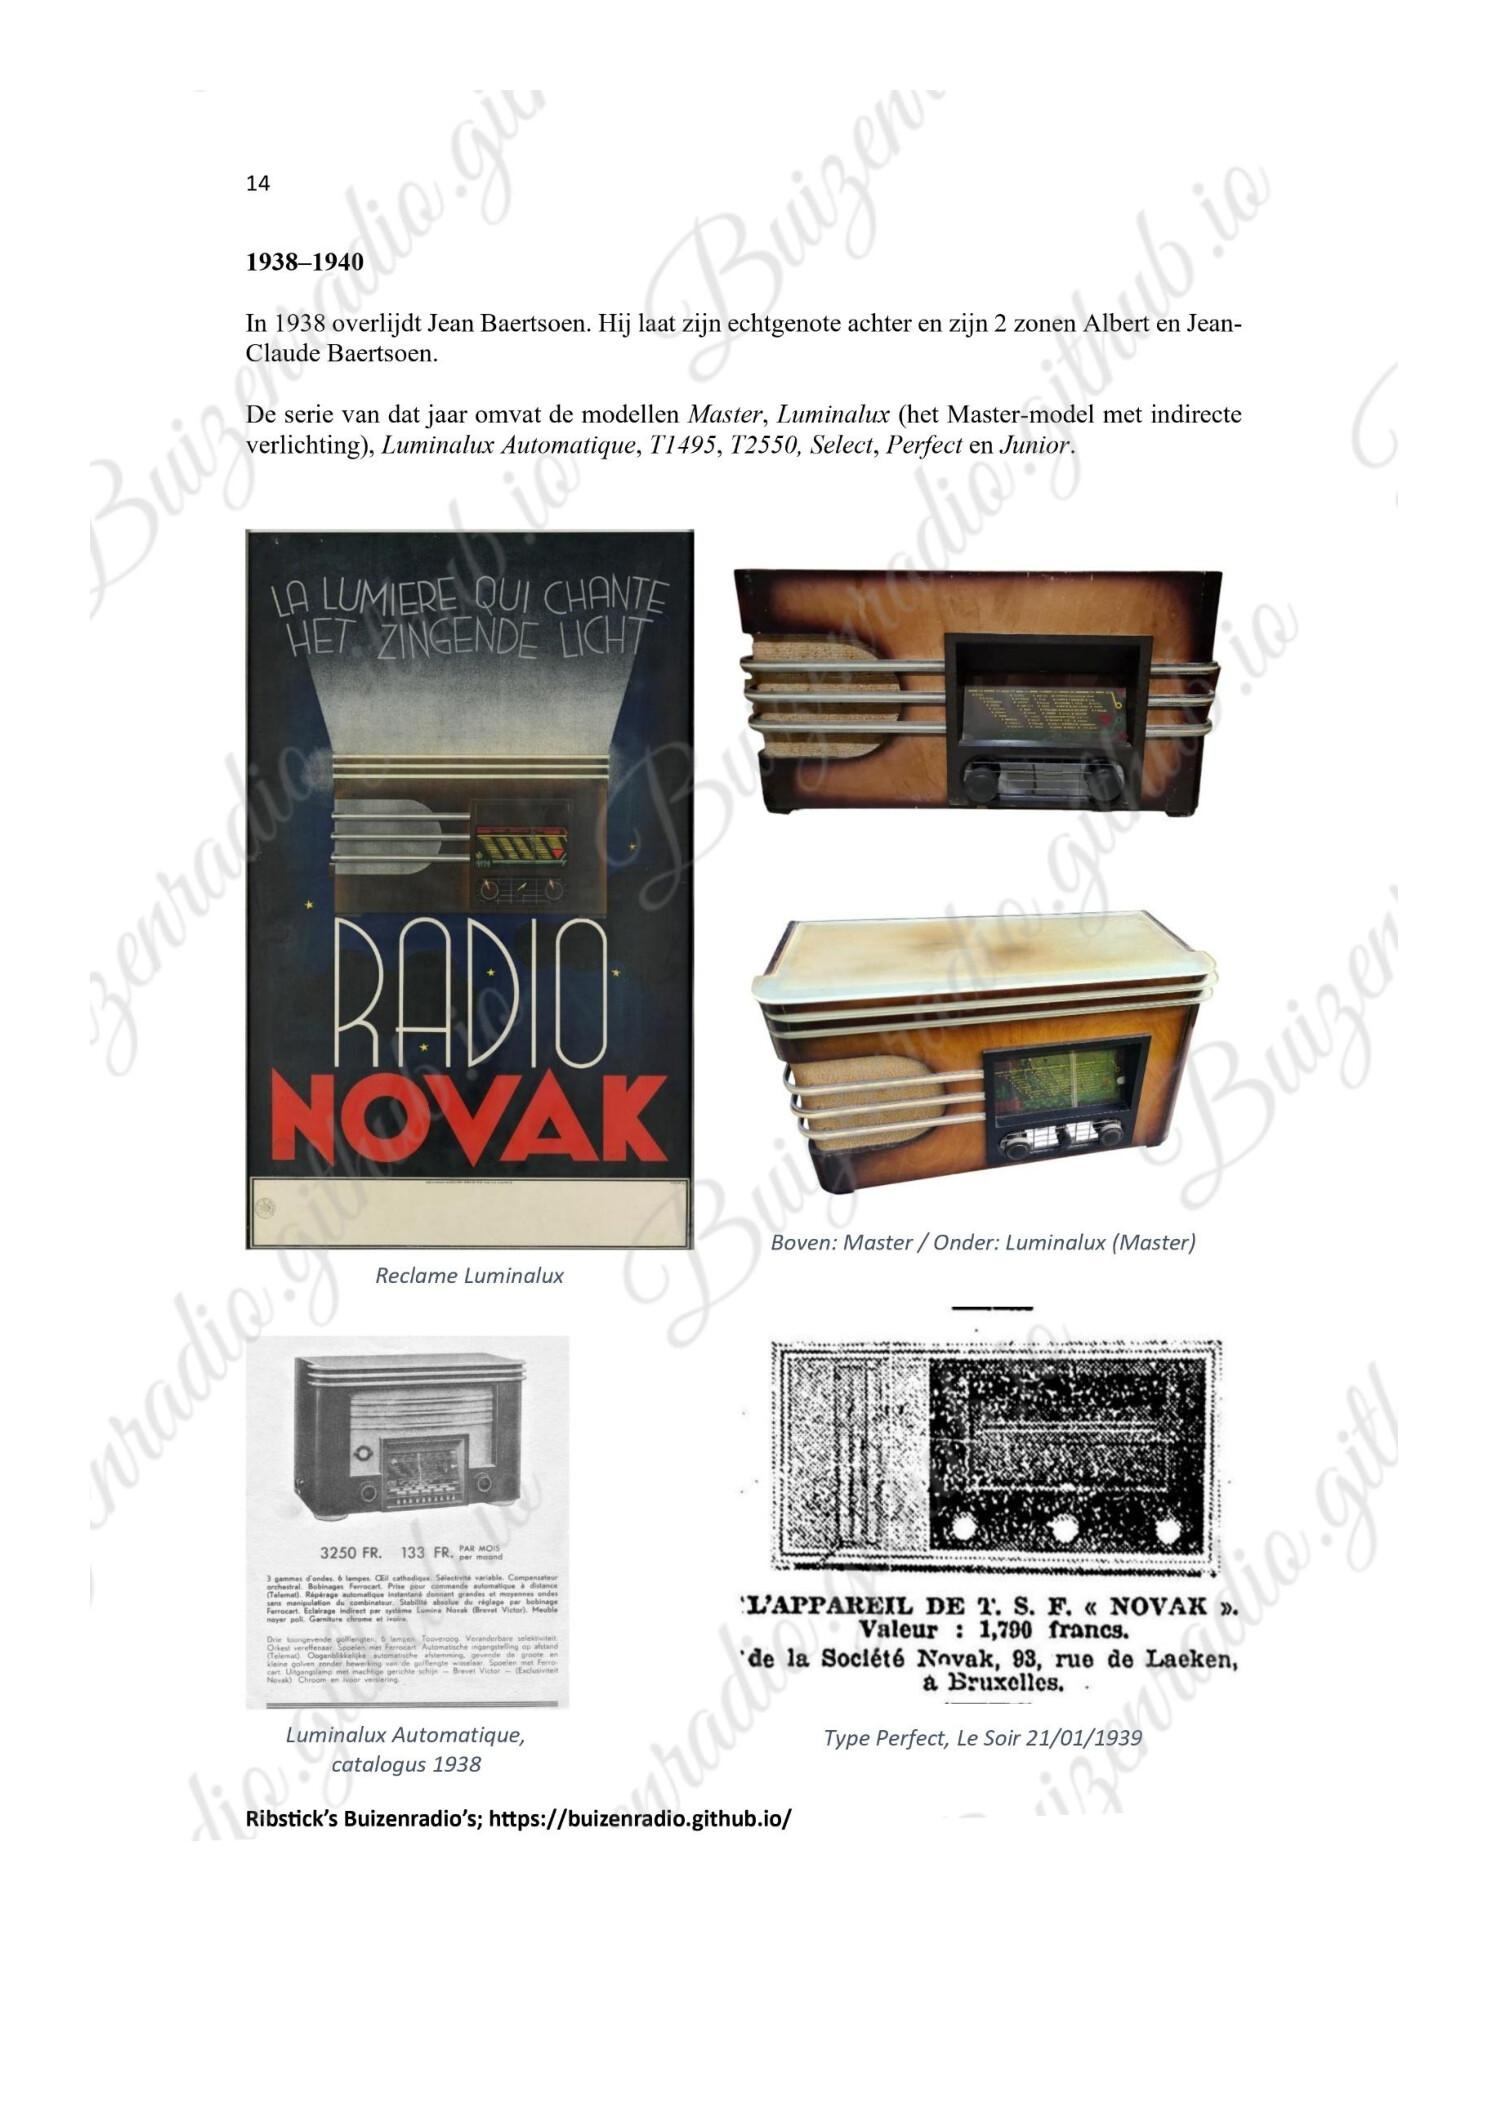 14
1938–1940
In 1938 overlijdt Jean Baertsoen. Hij laat zijn echtgenote achter en zijn 2 zonen Albert en Jean-
Claude Baertsoen.
De serie van dat jaar omvat de modellen Master, Luminalux (het Master-model met indirecte
verlichting), Luminalux Automatique, T1495, T2550, Select, Perfect en Junior.
LA LUMIERE QUI CHANTE
HET ZINGENDE LICHT
RADIO
NOVAK
Reclame Luminalux
Boven: Master / Onder: Luminalux (Master)
3250 FR. 133 FR. PAR MOIS
per maand
3 gammes d'ondes. 6 lampes. Œil cathodique. Sélectivité variable. Compensateur
orchestral. Bobinages Ferrocart. Prise pour commande automatique à distance
(Telemat). Répérage automatique instantané donnant grandes et moyennes ondes
sans manipulation du combinateur. Stabilité absolue du réglage par bobinage
Ferrocart. Eclairage indirect par système Lumina Novak (Brevet Victor). Meuble
noyer poli. Garniture chrome et ivoire.
Drie toongevende golflengten. 6 lampen. Tooveroog. Veranderbare selektiviteit.
Orkest vereffenaar. Spoelen met Ferrocart. Automatische ingangstelling op afstand
(Telemat). Oogenblikkelijke automatische afstemming, gevende de groote en
kleine golven zonder bewerking van de golflengte wisselaar. Spoelen met Ferro-
cart. Uitgangslamp met machtige gerichte schijn — Brevet Victor — (Exclusiviteit
Novak) Chroom en ivoor versiering.
Luminalux Automatique,
catalogus 1938
L'APPAREIL DE T. S. F. « NOVAK ».
Valeur : 1,790 francs.
de la Société Novak, 93, rue de Laeken,
à Bruxelles.
Type Perfect, Le Soir 21/01/1939
Ribstick's Buizenradio's; https://buizenradio.github.io/
Buizenradio.github.io